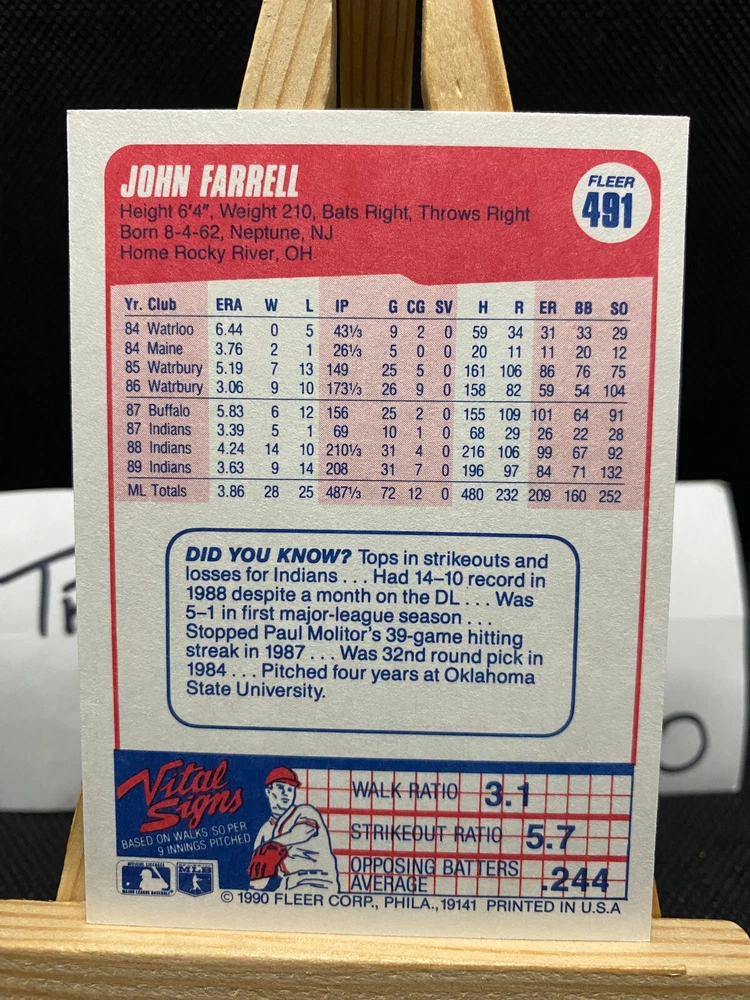 JOHN FARRELL
FLEER
491
Height 6'4", Weight 210, Bats Right, Throws Right
Born 8-4-62, Neptune, NJ
Home Rocky River, OH
Yr. Club ERA W L IP G CG SV H R ER BB SO
84 Watrloo 6.44 0 5 43⅓ 9 2 0 59 34 31 33 29
84 Maine 3.76 2 1 26⅓ 5 0 0 20 11 11 20 12
85 Watrbury 5.19 7 13 149 25 5 0 161 106 86 76 75
86 Watrbury 3.06 9 10 173⅓ 26 9 0 158 82 59 54 104
87 Buffalo 5.83 6 12 156 25 2 0 155 109 101 64 91
87 Indians 3.39 5 1 69 10 1 0 68 29 26 22 28
88 Indians 4.24 14 10 210⅓ 31 4 0 216 106 99 67 92
89 Indians 3.63 9 14 208 31 7 0 196 97 84 71 132
ML Totals 3.86 28 25 487⅓ 72 12 0 480 232 209 160 252
DID YOU KNOW? Tops in strikeouts and
losses for Indians . . . Had 14–10 record in
1988 despite a month on the DL . . . Was
5–1 in first major-league season . . .
Stopped Paul Molitor's 39-game hitting
streak in 1987 . . . Was 32nd round pick in
1984 . . . Pitched four years at Oklahoma
State University.
Vital
Signs
BASED ON WALKS, SO PER
9 INNINGS PITCHED
WALK RATIO 3.1
STRIKEOUT RATIO 5.7
OPPOSING BATTERS
AVERAGE .244
MAJOR LEAGUE BASEBALL
© 1990 FLEER CORP., PHILA., 19141 PRINTED IN U.S.A